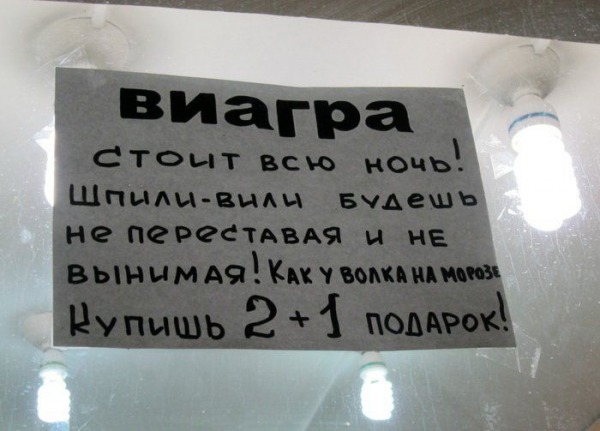 виагра
стоит всю ночь!
Шпили-вили будешь
не переставая и не
вынимая! Как у волка на морозе
Купишь 2+1 подарок!